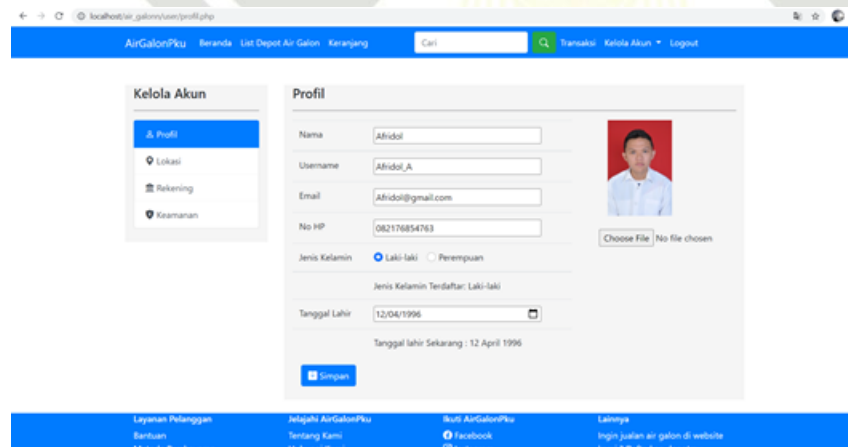 localhost/air_galonn/user/profil.php
AirGalonPku Beranda List Depot Air Galon Keranjang Cari Transaksi Kelola Akun Logout
Kelola Akun
Profil
Lokasi
Rekening
Keamanan
Profil
Nama Afridol
Username Afridol_A
Email Afridol@gmail.com
No HP 082176854763
Jenis Kelamin Laki-laki Perempuan
Jenis Kelamin Terdaftar: Laki-laki
Tanggal Lahir 12/04/1996
Tanggal lahir Sekarang : 12 April 1996
Simpan
Choose File No file chosen
Layanan Pelanggan Jelajahi AirGalonPku Ikuti AirGalonPku Lainnya
Bantuan Tentang Kami Facebook Ingin jualan air galon di website